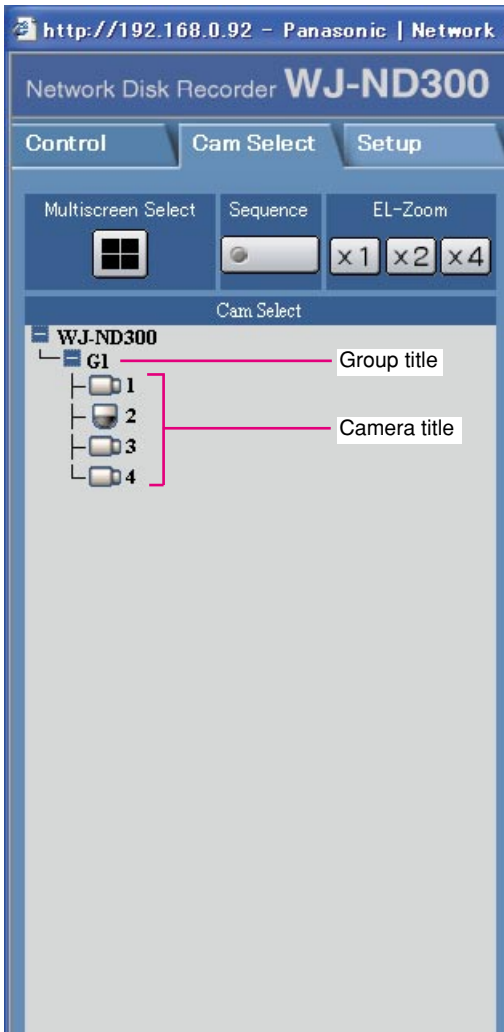 http://192.168.0.92 - Panasonic | Network
Network Disk Recorder WJ-ND300
Control Cam Select Setup
Multiscreen Select Sequence EL-Zoom
x1 x2 x4
Cam Select
WJ-ND300
G1 Group title
1
2 Camera title
3
4